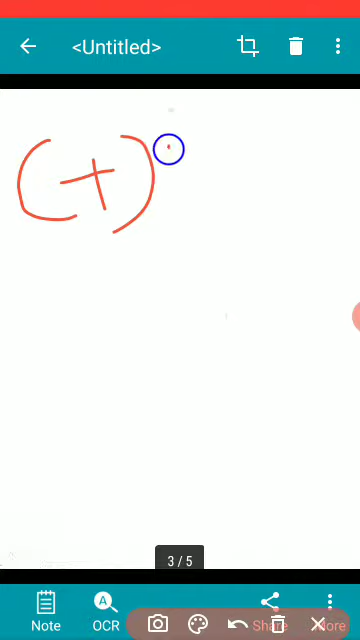 <Untitled>
(+)
3 / 5
Note
OCR
Share
More